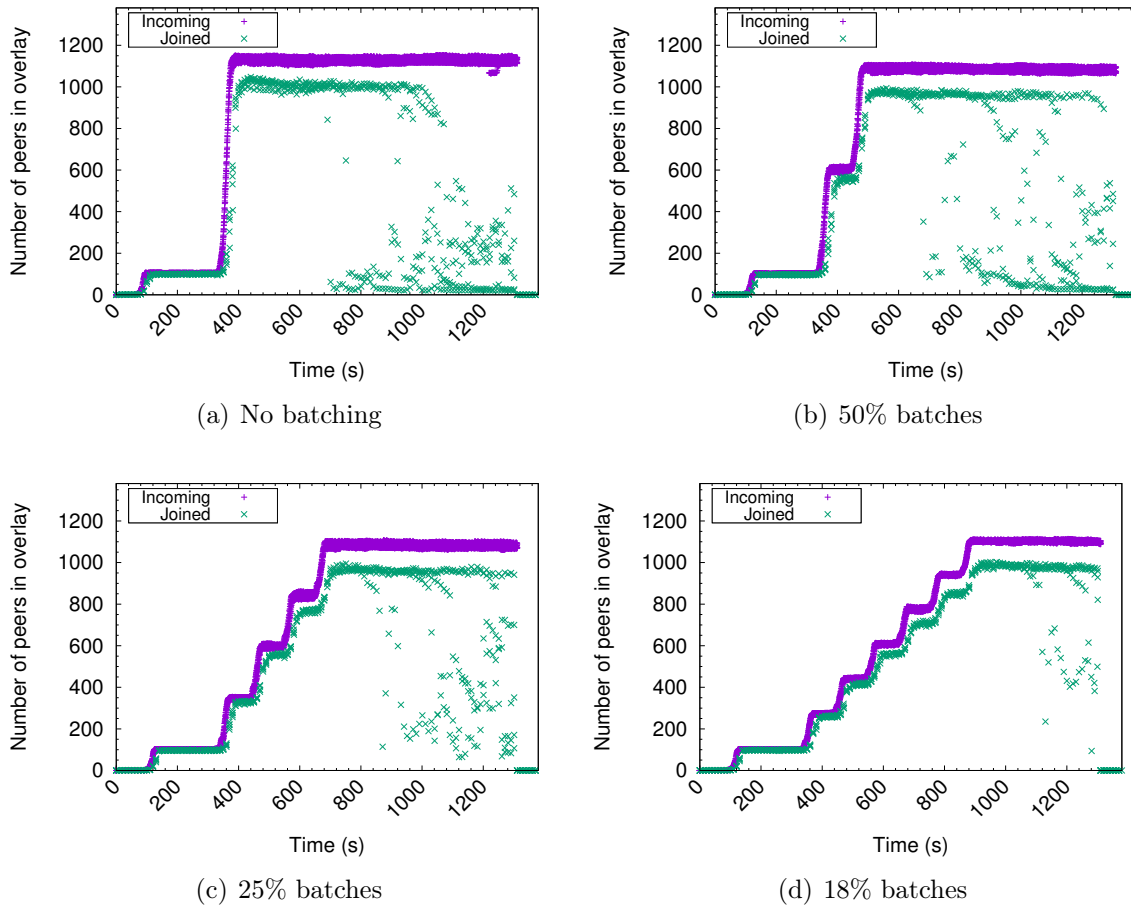 Incoming
Joined
Number of peers in overlay
1200
1000
800
600
400
200
0
0 200 400 600 800 1000 1200
Time (s)
(a) No batching
Incoming
Joined
Number of peers in overlay
1200
1000
800
600
400
200
0
0 200 400 600 800 1000 1200
Time (s)
(b) 50% batches
Incoming
Joined
Number of peers in overlay
1200
1000
800
600
400
200
0
0 200 400 600 800 1000 1200
Time (s)
(c) 25% batches
Incoming
Joined
Number of peers in overlay
1200
1000
800
600
400
200
0
0 200 400 600 800 1000 1200
Time (s)
(d) 18% batches